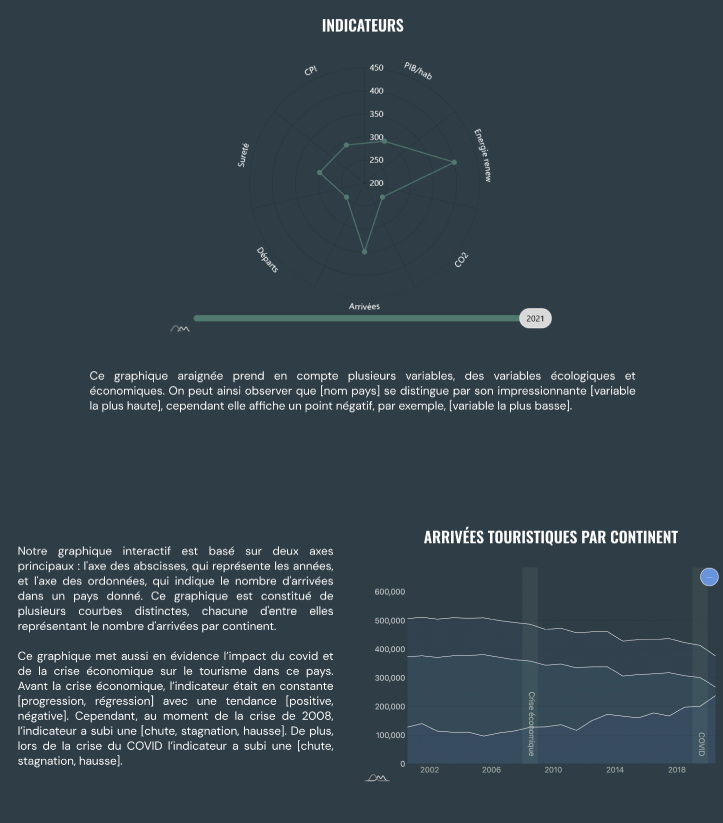 INDICATEURS
CPI
450
PIB/hab
400
350
Sureté
300
Energie renew
250
200
Départs
CO2
Arrivées
2021
Ce graphique araignée prend en compte plusieurs variables, des variables écologiques et
économiques. On peut ainsi observer que [nom pays] se distingue par son impressionnante [variable
la plus haute], cependant elle affiche un point négatif, par exemple, [variable la plus basse].
Notre graphique interactif est basé sur deux axes
principaux : l'axe des abscisses, qui représente les années,
et l'axe des ordonnées, qui indique le nombre d'arrivées
dans un pays donné. Ce graphique est constitué de
plusieurs courbes distinctes, chacune d'entre elles
représentant le nombre d'arrivées par continent.
Ce graphique met aussi en évidence l'impact du covid et
de la crise économique sur le tourisme dans ce pays.
Avant la crise économique, l'indicateur était en constante
[progression, régression] avec une tendance [positive,
négative]. Cependant, au moment de la crise de 2008,
l'indicateur a subi une [chute, stagnation, hausse]. De plus,
lors de la crise du COVID l'indicateur a subi une [chute,
stagnation, hausse].
ARRIVÉES TOURISTIQUES PAR CONTINENT
600,000
500,000
400,000
300,000
200,000
100,000
0
Crise économique
COVID
2002
2006
2010
2014
2018